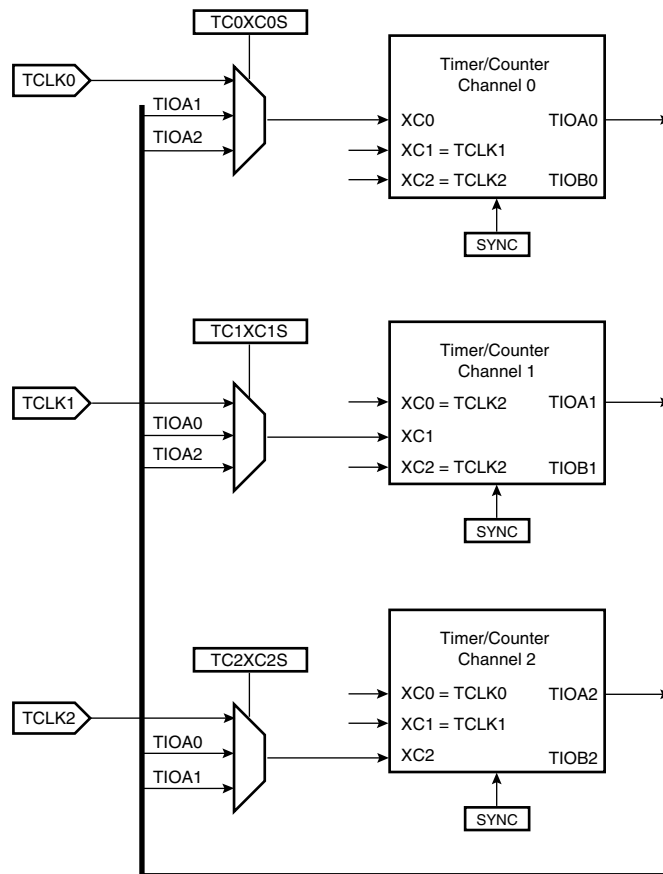 TC0XC0S
TCLK0
TIOA1
TIOA2
Timer/Counter
Channel 0
XC0
TIOA0
XC1 = TCLK1
XC2 = TCLK2
TIOB0
SYNC
TC1XC1S
TCLK1
TIOA0
TIOA2
Timer/Counter
Channel 1
XC0 = TCLK2
TIOA1
XC1
XC2 = TCLK2
TIOB1
SYNC
TC2XC2S
TCLK2
TIOA0
TIOA1
Timer/Counter
Channel 2
XC0 = TCLK0
TIOA2
XC1 = TCLK1
XC2
TIOB2
SYNC